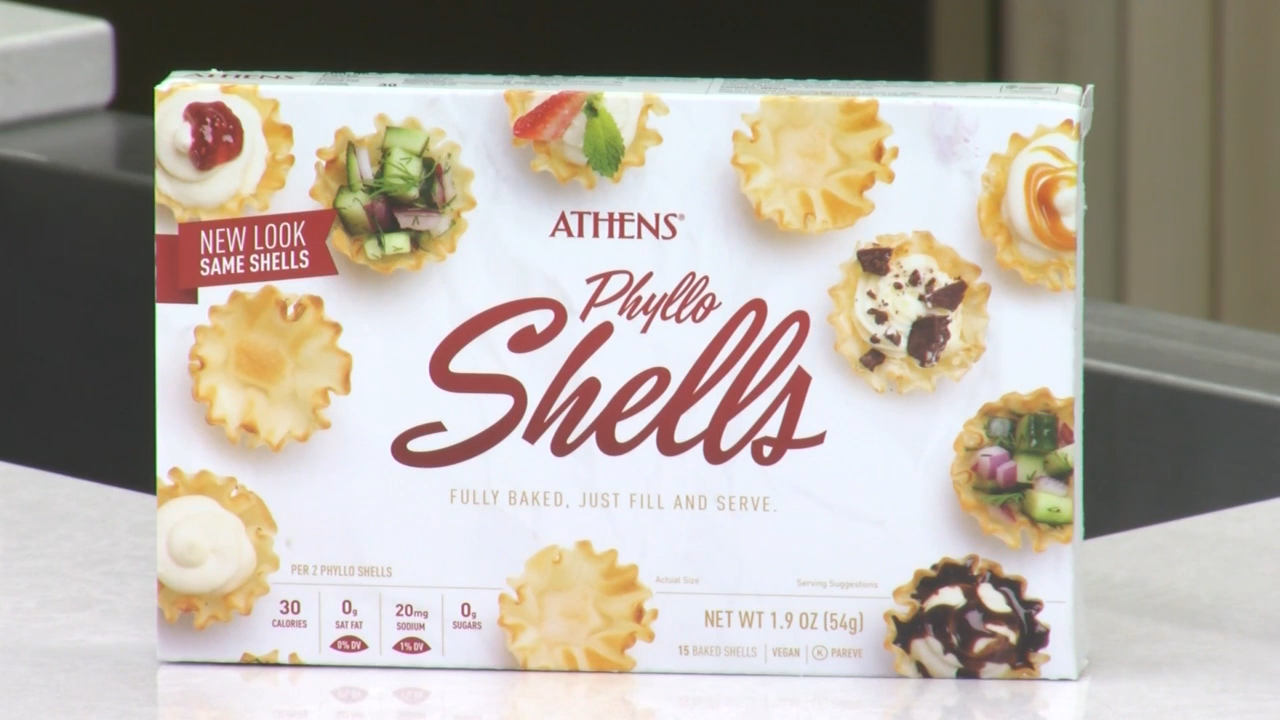 ATHENS
NEW LOOK
SAME SHELLS
ATHENS®
Phyllo
Shells
FULLY BAKED, JUST FILL AND SERVE.
PER 2 PHYLLO SHELLS
30
CALORIES
0g
SAT FAT
0% DV
20mg
SODIUM
1% DV
0g
SUGARS
Actual Size
Serving Suggestions
NET WT 1.9 OZ (54g)
15 BAKED SHELLS | VEGAN | K PAREVE